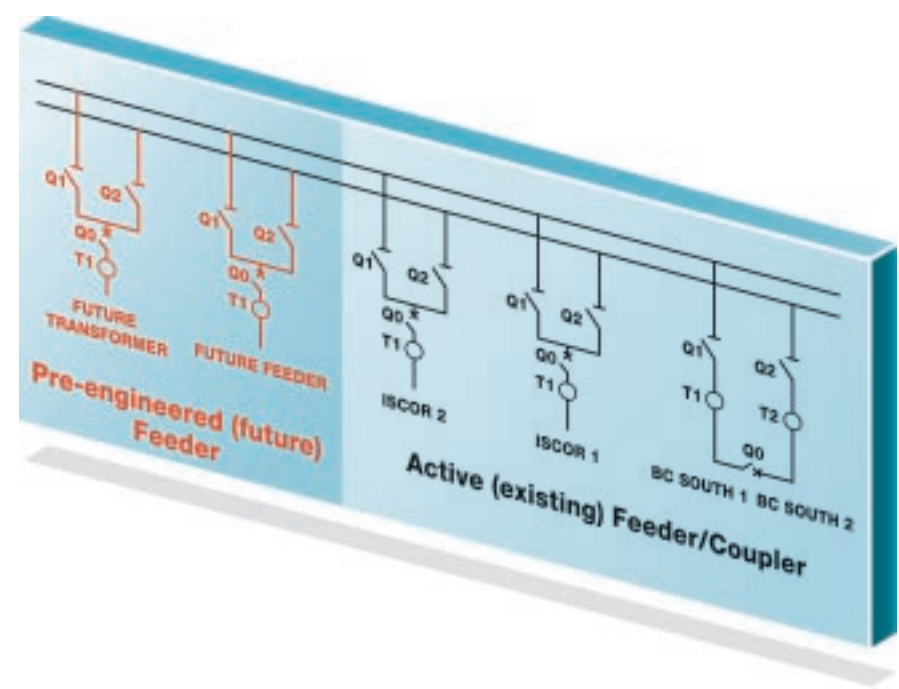 Q1
Q2
Q0
T1
FUTURE
TRANSFORMER
Q1
Q2
Q0
T1
FUTURE FEEDER
Pre-engineered (future)
Feeder
Q1
Q2
Q0
T1
ISCOR 2
Q1
Q2
Q0
T1
ISCOR 1
Q1
Q2
T1
T2
Q0
BC SOUTH 1 BC SOUTH 2
Active (existing) Feeder/Coupler